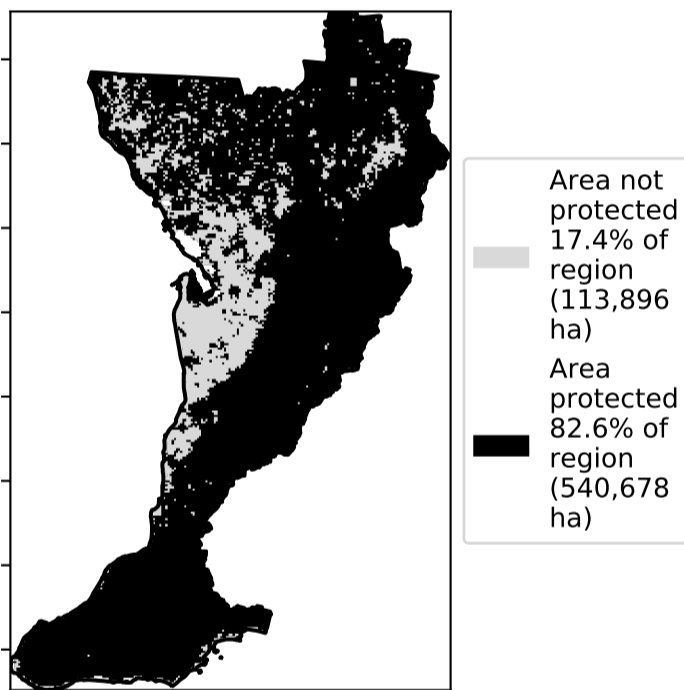 Area not
protected
17.4% of
region
(113,896
ha)
Area
protected
82.6% of
region
(540,678
ha)